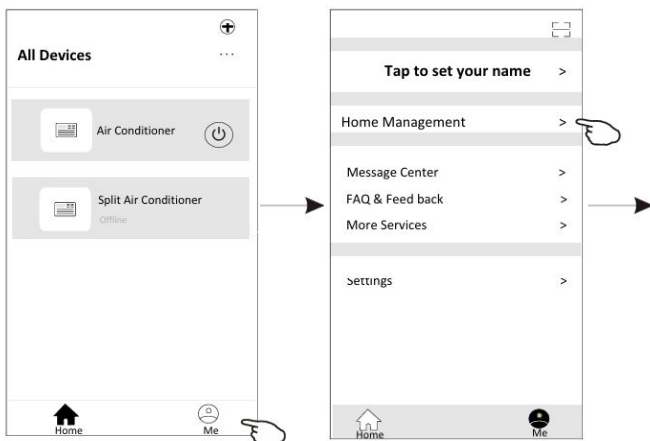 All Devices
...
Air Conditioner
Split Air Conditioner
Offline
Home
Me
Tap to set your name >
Home Management >
Message Center >
FAQ & Feed back >
More Services >
Settings >
Home
Me